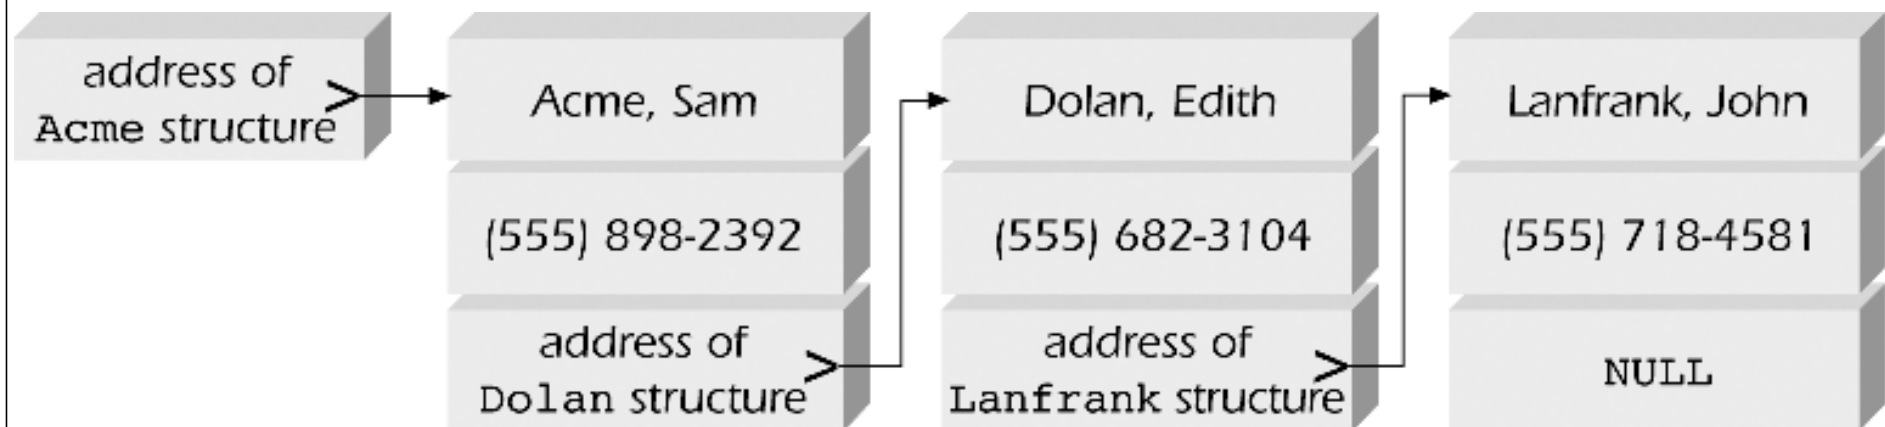 address of
Acme structure
Acme, Sam
(555) 898-2392
address of
Dolan structure
Dolan, Edith
(555) 682-3104
address of
Lanfrank structure
Lanfrank, John
(555) 718-4581
NULL